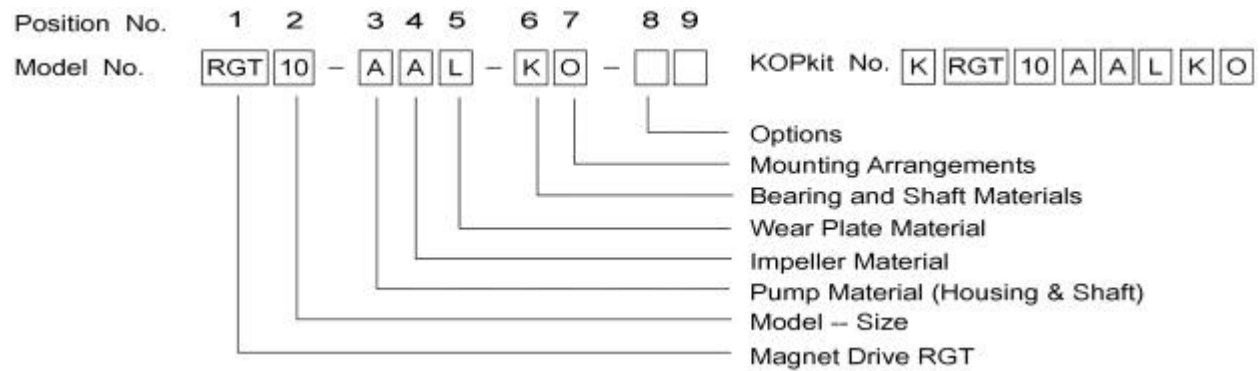 Position No. 1 2 3 4 5 6 7 8 9
Model No. RGT 10 - A A L - K O - KOPkit No. K RGT 10 A A L K O
Options
Mounting Arrangements
Bearing and Shaft Materials
Wear Plate Material
Impeller Material
Pump Material (Housing & Shaft)
Model -- Size
Magnet Drive RGT